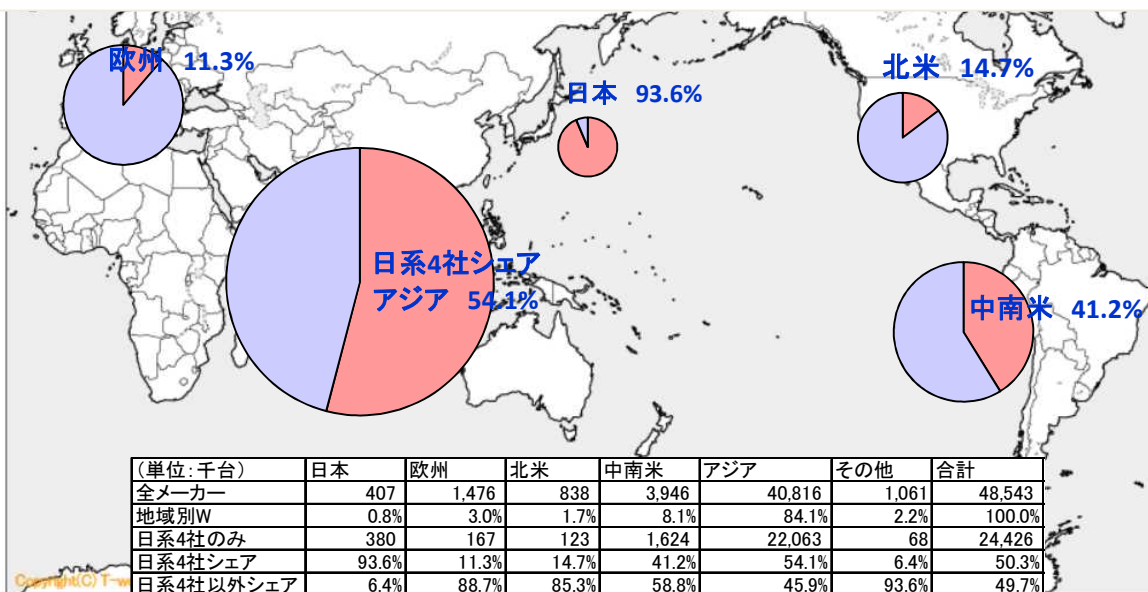 欧州 11.3%
日本 93.6%
北米 14.7%
日系4社シェア
アジア 54.1%
中南米 41.2%
(単位:千台) 日本 欧州 北米 中南米 アジア その他 合計
全メーカー 407 1,476 838 3,946 40,816 1,061 48,543
地域別W 0.8% 3.0% 1.7% 8.1% 84.1% 2.2% 100.0%
日系4社のみ 380 167 123 1,624 22,063 68 24,426
日系4社シェア 93.6% 11.3% 14.7% 41.2% 54.1% 6.4% 50.3%
日系4社以外シェア 6.4% 88.7% 85.3% 58.8% 45.9% 93.6% 49.7%
Copyright(C)